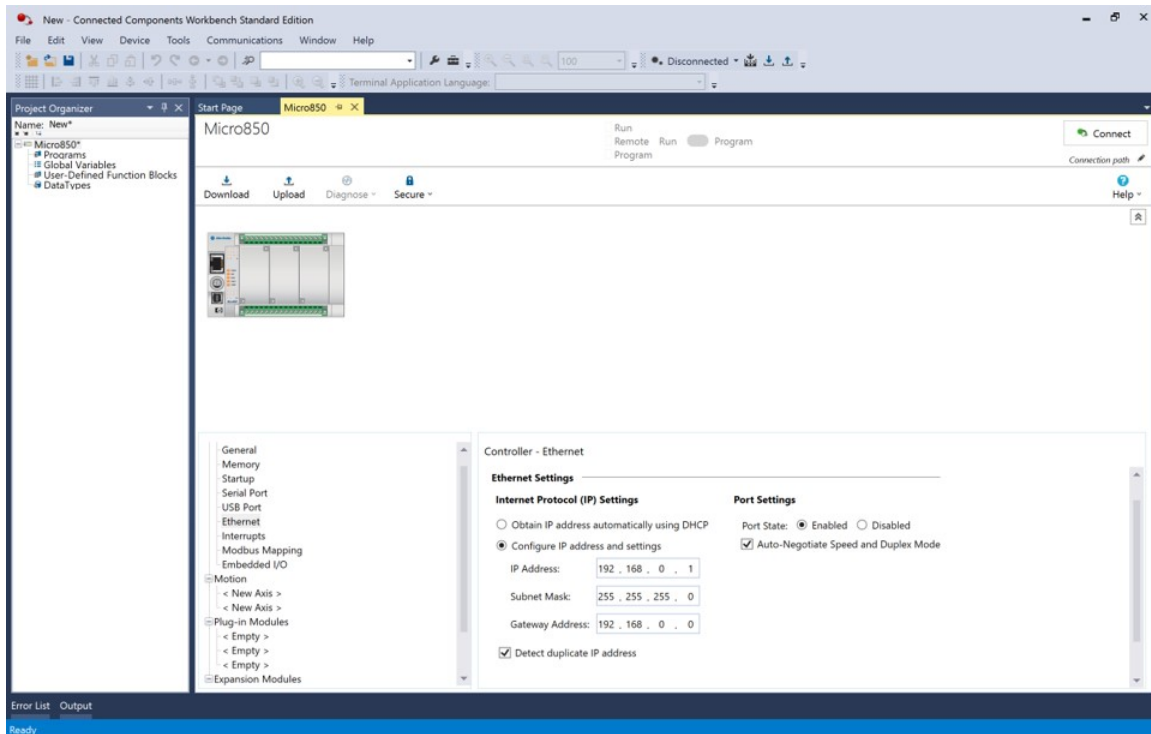 New - Connected Components Workbench Standard Edition
File Edit View Device Tools Communications Window Help
100 Disconnected
Terminal Application Language:
Project Organizer
Name: New*
Micro850*
Programs
Global Variables
User-Defined Function Blocks
DataTypes
Start Page Micro850
Micro850
Run
Remote Run Program
Program
Connect
Connection path
Download Upload Diagnose Secure Help
General
Memory
Startup
Serial Port
USB Port
Ethernet
Interrupts
Modbus Mapping
Embedded I/O
Motion
< New Axis >
< New Axis >
Plug-in Modules
< Empty >
< Empty >
< Empty >
Expansion Modules
Controller - Ethernet
Ethernet Settings
Internet Protocol (IP) Settings
Obtain IP address automatically using DHCP
Configure IP address and settings
IP Address: 192 . 168 . 0 . 1
Subnet Mask: 255 . 255 . 255 . 0
Gateway Address: 192 . 168 . 0 . 0
Detect duplicate IP address
Port Settings
Port State: Enabled Disabled
Auto-Negotiate Speed and Duplex Mode
Error List Output
Ready